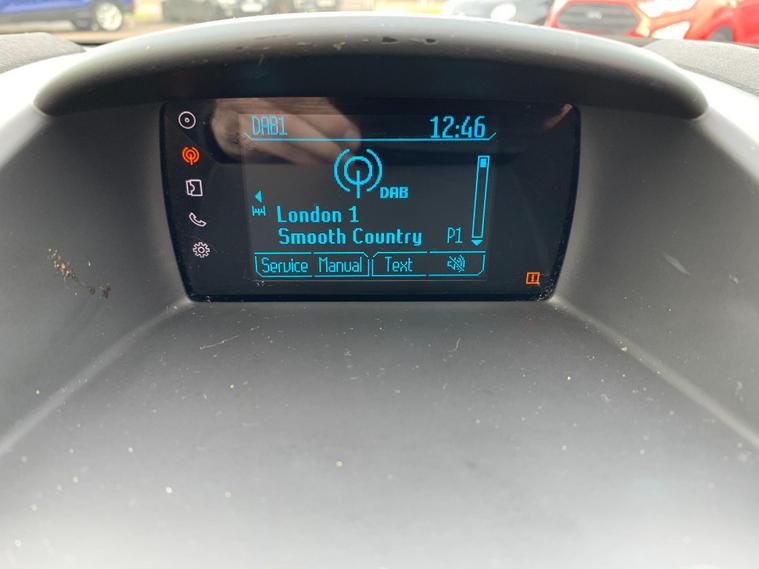 DAB1 12:46
DAB
London 1
Smooth Country P1
Service Manual Text